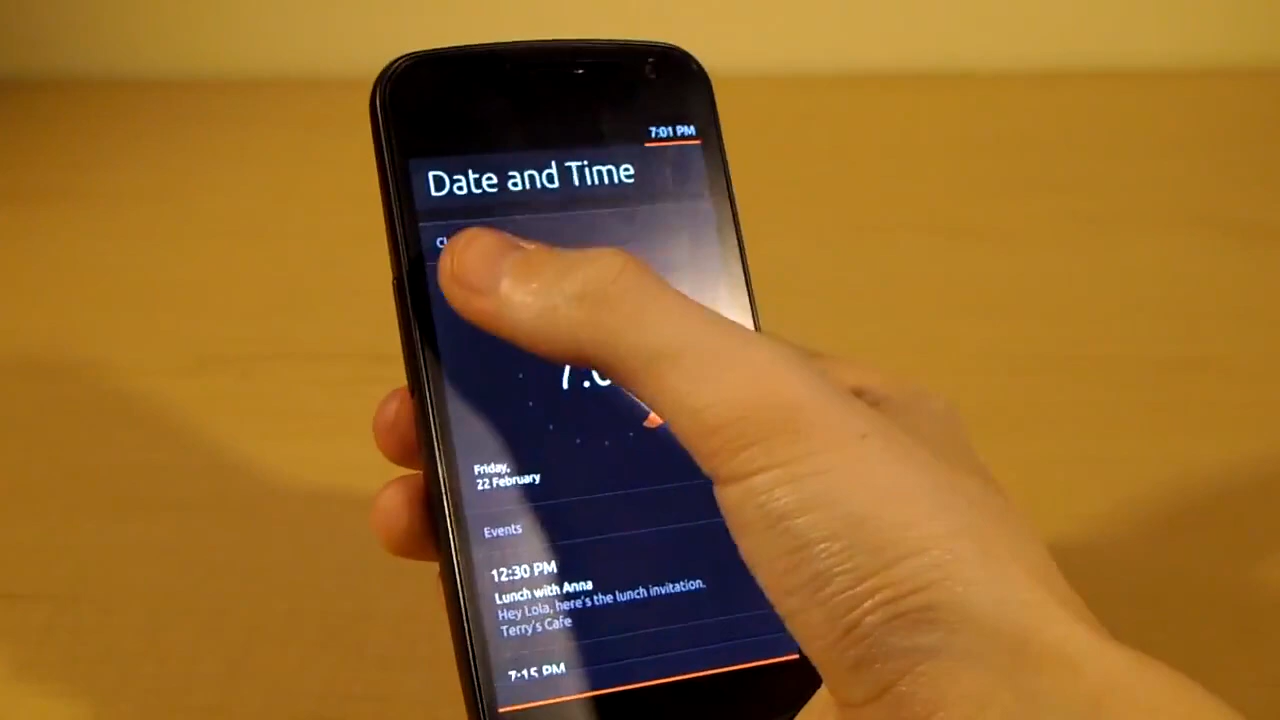 7:01 PM
Date and Time
Friday,
22 February
Events
12:30 PM
Lunch with Anna
Hey Lola, here's the lunch invitation.
Terry's Cafe
7:15 PM